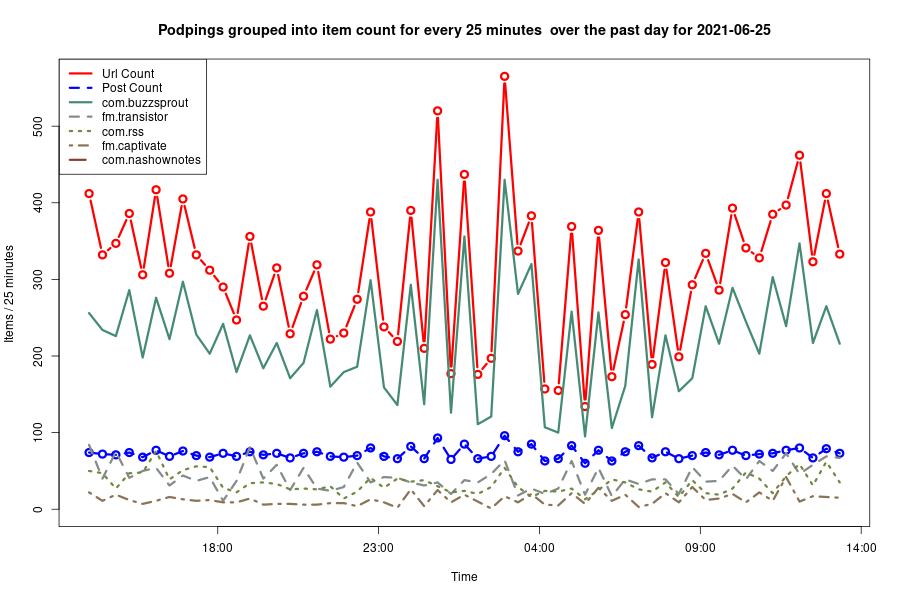 Podpings grouped into item count for every 25 minutes  over the past day for 2021-06-25
Url Count
Post Count
com.buzzsprout
fm.transistor
com.rss
fm.captivate
com.nashownotes
Items / 25 minutes
500
400
300
200
100
0
18:00 23:00 04:00 09:00 14:00
Time